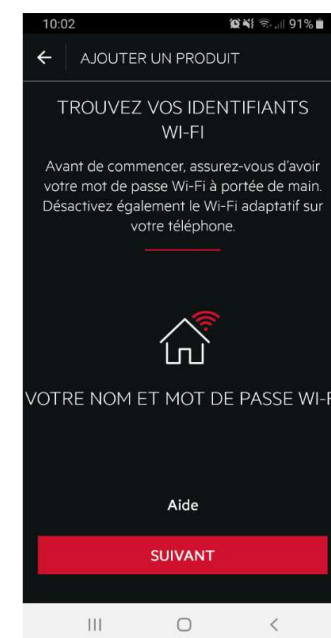 10:02 91%
AJOUTER UN PRODUIT
TROUVEZ VOS IDENTIFIANTS
WI-FI
Avant de commencer, assurez-vous d'avoir
votre mot de passe Wi-Fi à portée de main.
Désactivez également le Wi-Fi adaptatif sur
votre téléphone.
VOTRE NOM ET MOT DE PASSE WI-F
Aide
SUIVANT